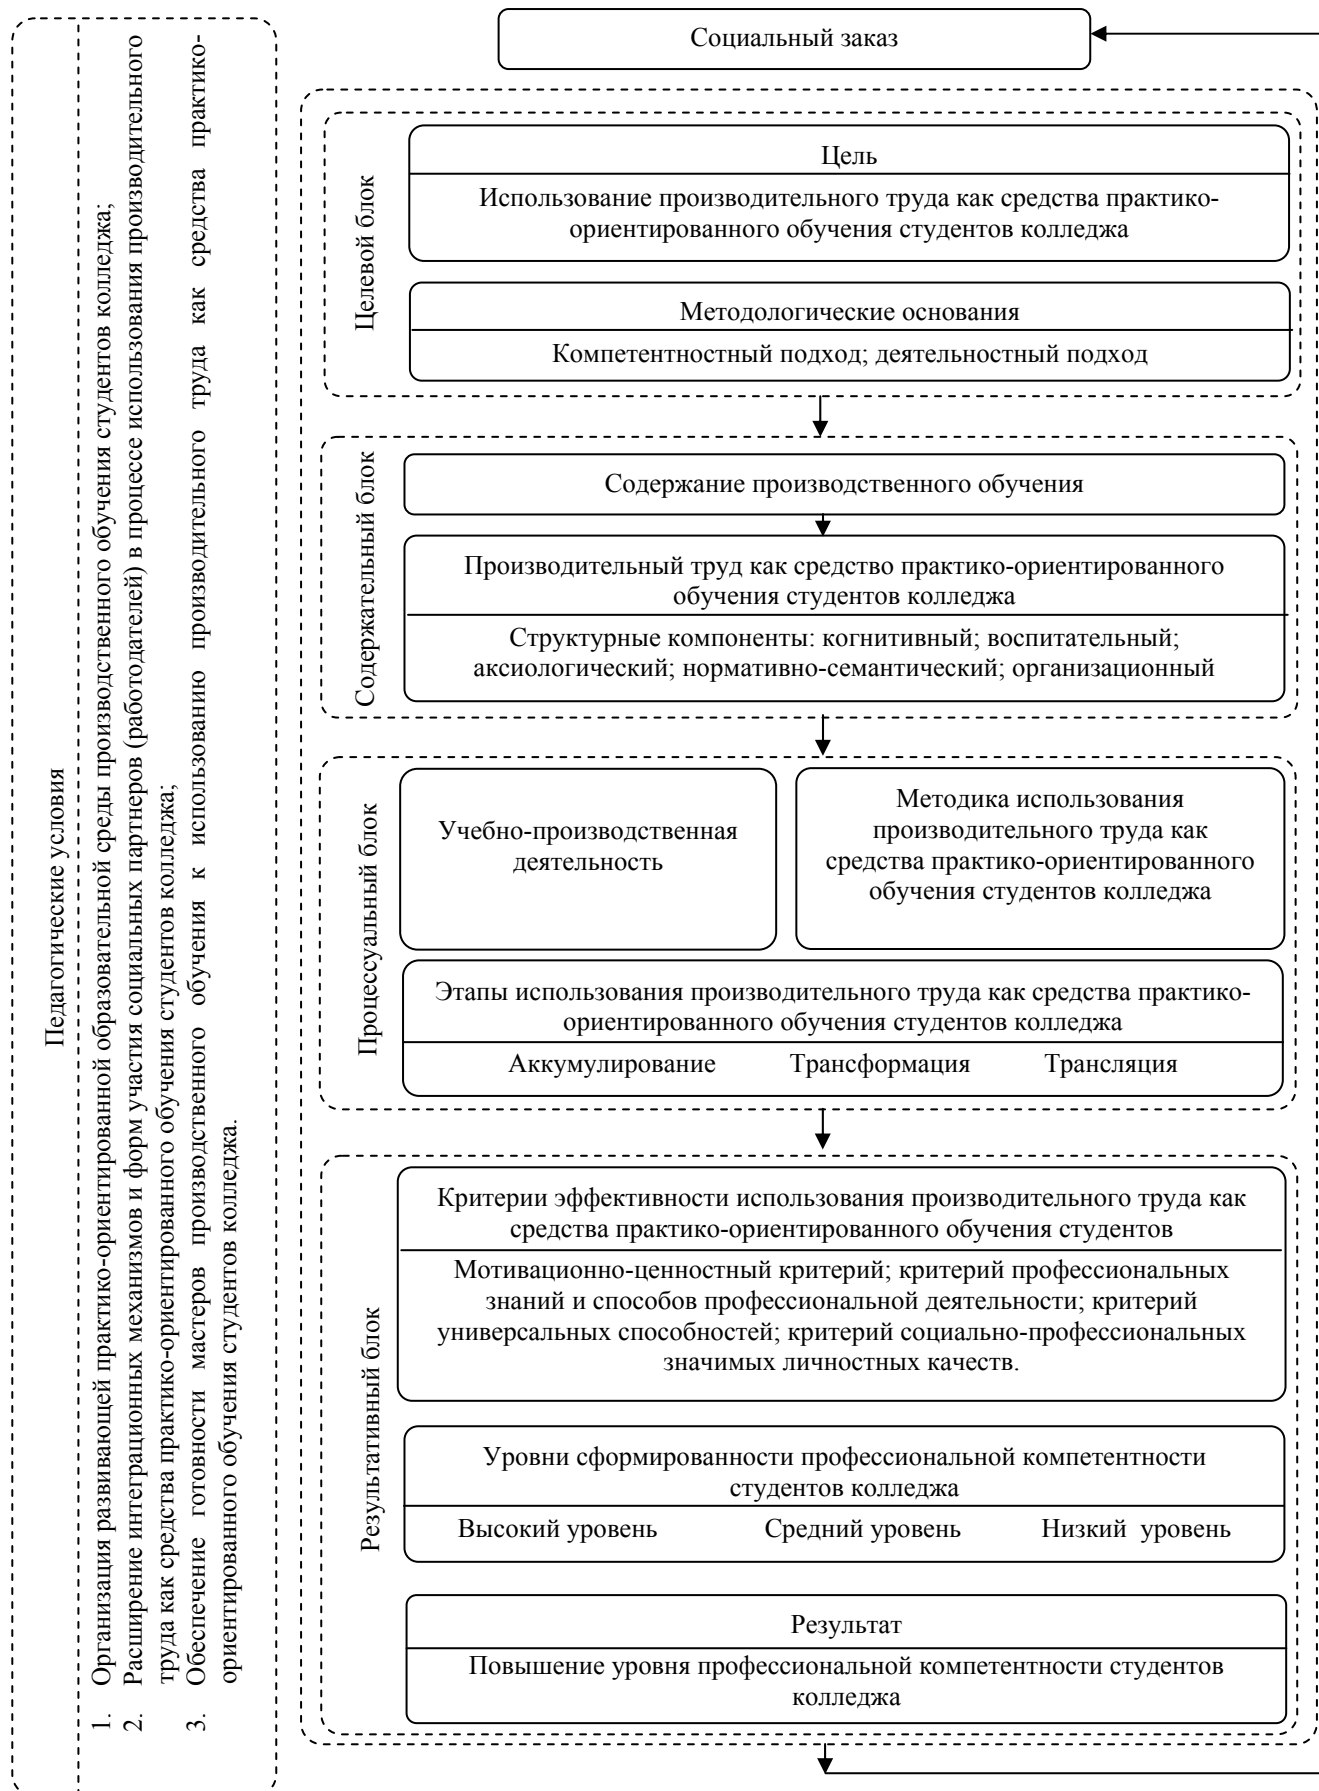 Педагогические условия
1. Организация развивающей практико-ориентированной образовательной среды производственного обучения студентов колледжа;
2. Расширение интеграционных механизмов и форм участия социальных партнеров (работодателей) в процессе использования производительного
труда как средства практико-ориентированного обучения студентов колледжа;
3. Обеспечение готовности мастеров производственного обучения к использованию производительного труда как средства практико-
ориентированного обучения студентов колледжа.
Социальный заказ
Целевой блок
Цель
Использование производительного труда как средства практико-
ориентированного обучения студентов колледжа
Методологические основания
Компетентностный подход; деятельностный подход
Содержательный блок
Содержание производственного обучения
Производительный труд как средство практико-ориентированного
обучения студентов колледжа
Структурные компоненты: когнитивный; воспитательный;
аксиологический; нормативно-семантический; организационный
Процессуальный блок
Учебно-производственная
деятельность
Методика использования
производительного труда как
средства практико-ориентированного
обучения студентов колледжа
Этапы использования производительного труда как средства практико-
ориентированного обучения студентов колледжа
Аккумулирование Трансформация Трансляция
Результативный блок
Критерии эффективности использования производительного труда как
средства практико-ориентированного обучения студентов
Мотивационно-ценностный критерий; критерий профессиональных
знаний и способов профессиональной деятельности; критерий
универсальных способностей; критерий социально-профессиональных
значимых личностных качеств.
Уровни сформированности профессиональной компетентности
студентов колледжа
Высокий уровень Средний уровень Низкий уровень
Результат
Повышение уровня профессиональной компетентности студентов
колледжа